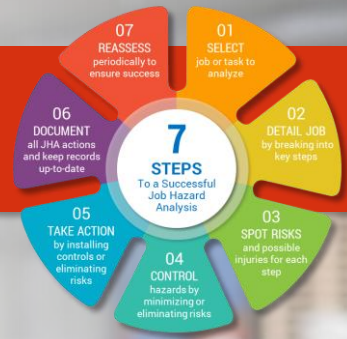 7
STEPS
To a Successful
Job Hazard
Analysis
01
SELECT
job or task to
analyze
02
DETAIL JOB
by breaking into
key steps
03
SPOT RISKS
and possible
injuries for each
step
04
CONTROL
hazards by
minimizing or
eliminating risks
05
TAKE ACTION
by installing
controls or
eliminating
risks
06
DOCUMENT
all JHA actions
and keep records
up-to-date
07
REASSESS
periodically to
ensure success